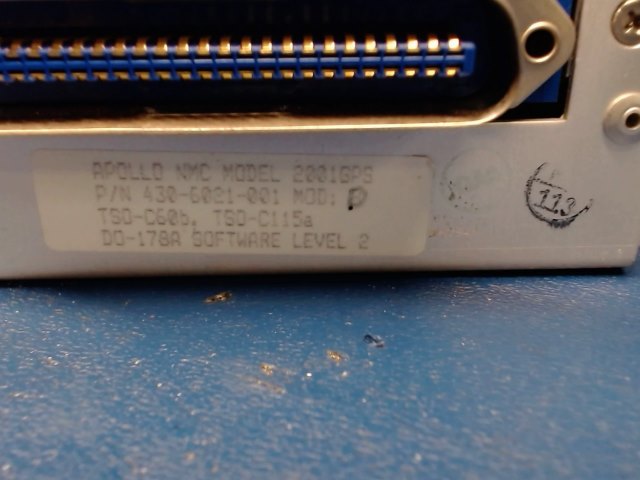 APOLLO NMC MODEL 2001GPS
P/N 430-6021-001 MOD: P
TSO-C60b, TSO-C115a
DO-178A SOFTWARE LEVEL 2
113